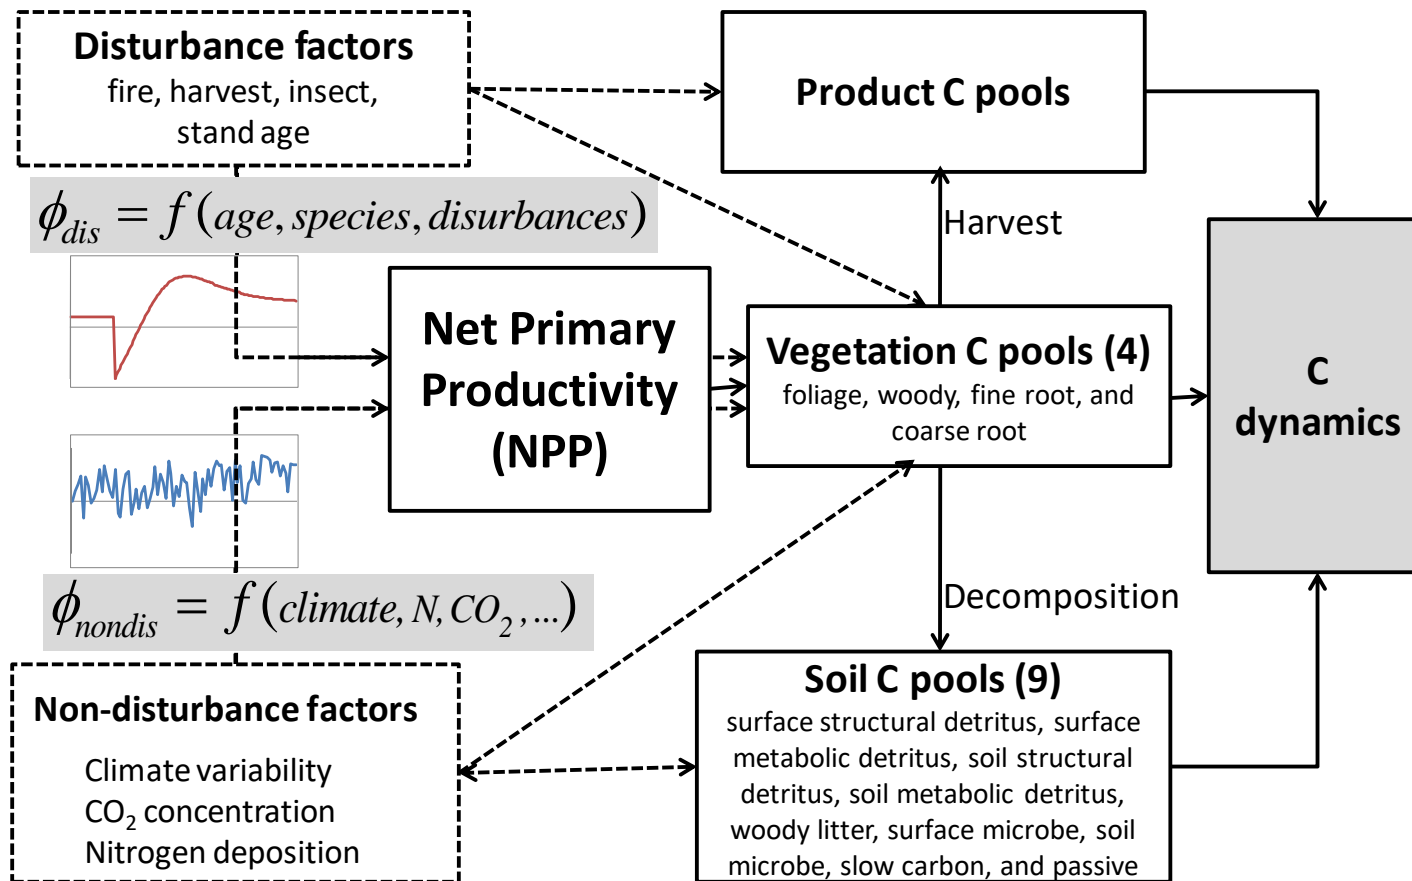 Disturbance factors
fire, harvest, insect,
stand age
Product C pools
ϕdis = f(age, species, disurbances)
Harvest
Net Primary
Productivity
(NPP)
Vegetation C pools (4)
foliage, woody, fine root, and
coarse root
C
dynamics
ϕnondis = f(climate, N, CO2,...)
Decomposition
Non-disturbance factors
Climate variability
CO2 concentration
Nitrogen deposition
Soil C pools (9)
surface structural detritus, surface
metabolic detritus, soil structural
detritus, soil metabolic detritus,
woody litter, surface microbe, soil
microbe, slow carbon, and passive